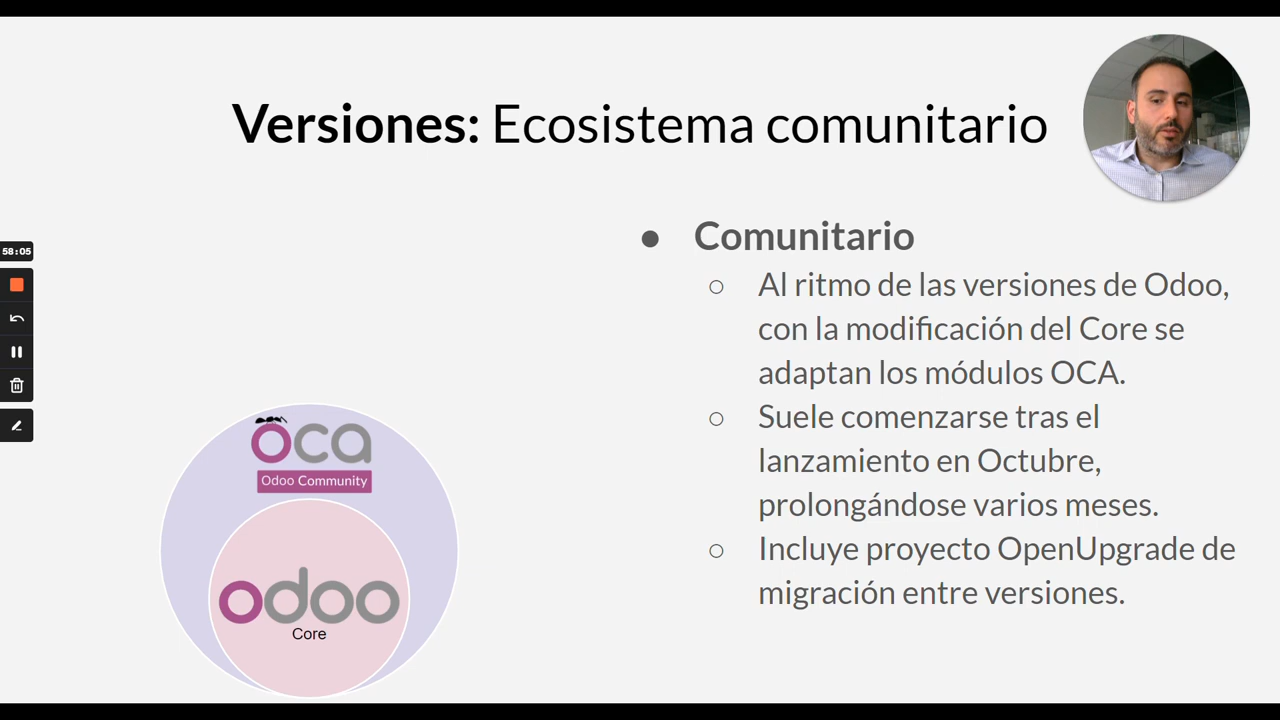 Versiones: Ecosistema comunitario
58:05
● Comunitario
○ Al ritmo de las versiones de Odoo,
con la modificación del Core se
adaptan los módulos OCA.
○ Suele comenzarse tras el
lanzamiento en Octubre,
prolongándose varios meses.
○ Incluye proyecto OpenUpgrade de
migración entre versiones.
oca
Odoo Community
odoo
Core